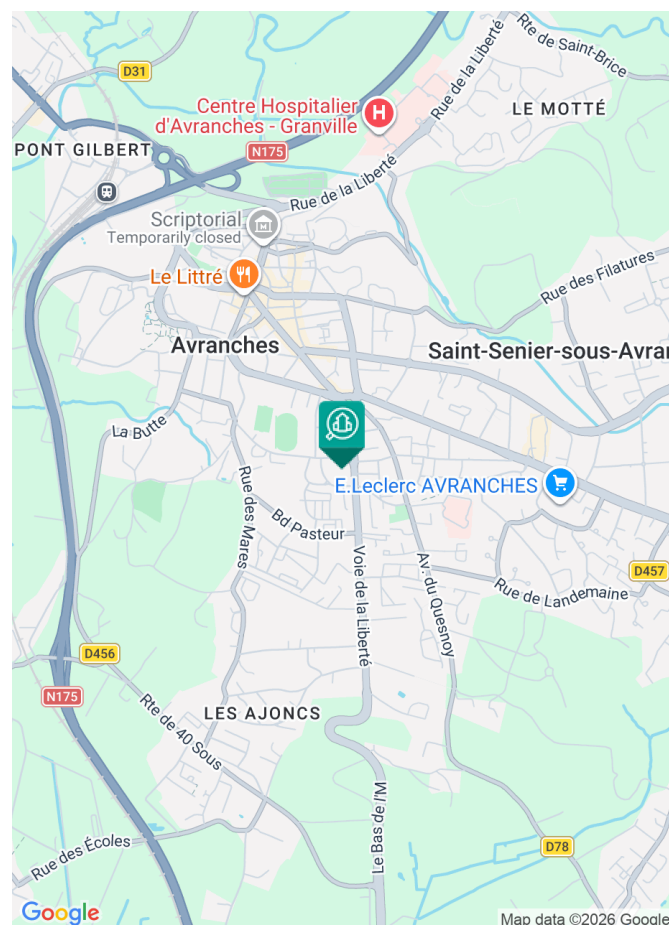 D31
Rte de Saint-Brice
Rue de la Liberté
Centre Hospitalier
d'Avranches - Granville
H
LE MOTTÉ
PONT GILBERT
N175
Rue de la Liberté
Scriptorial
Temporarily closed
Le Littré
Rue des Filatures
Avranches
Saint-Senier-sous-Avra
La Butte
E.Leclerc AVRANCHES
Rue des Mares
Bd Pasteur
Voie de la Liberté
Av. du Quesnoy
D457
Rue de Landemaine
D456
N175
LES AJONCS
Rte de 40 Sous
Le Bas de l'M
D78
Rue des Écoles
Google
Map data ©2026 Google